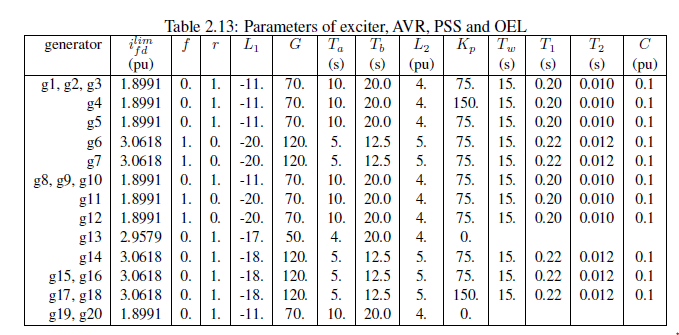 Table 2.13: Parameters of exciter, AVR, PSS and OEL
generator i_fd^lim f r L_1 G T_a T_b L_2 K_p T_w T_1 T_2 C
(pu) (s) (s) (pu) (s) (s) (s) (pu)
g1, g2, g3 1.8991 0. 1. -11. 70. 10. 20.0 4. 75. 15. 0.20 0.010 0.1
g4 1.8991 0. 1. -11. 70. 10. 20.0 4. 150. 15. 0.20 0.010 0.1
g5 1.8991 0. 1. -11. 70. 10. 20.0 4. 75. 15. 0.20 0.010 0.1
g6 3.0618 1. 0. -20. 120. 5. 12.5 5. 75. 15. 0.22 0.012 0.1
g7 3.0618 1. 0. -20. 120. 5. 12.5 5. 75. 15. 0.22 0.012 0.1
g8, g9, g10 1.8991 0. 1. -11. 70. 10. 20.0 4. 75. 15. 0.20 0.010 0.1
g11 1.8991 1. 0. -20. 70. 10. 20.0 4. 75. 15. 0.20 0.010 0.1
g12 1.8991 1. 0. -20. 70. 10. 20.0 4. 75. 15. 0.20 0.010 0.1
g13 2.9579 0. 1. -17. 50. 4. 20.0 4. 0.
g14 3.0618 0. 1. -18. 120. 5. 12.5 5. 75. 15. 0.22 0.012 0.1
g15, g16 3.0618 0. 1. -18. 120. 5. 12.5 5. 75. 15. 0.22 0.012 0.1
g17, g18 3.0618 0. 1. -18. 120. 5. 12.5 5. 150. 15. 0.22 0.012 0.1
g19, g20 1.8991 0. 1. -11. 70. 10. 20.0 4. 0.